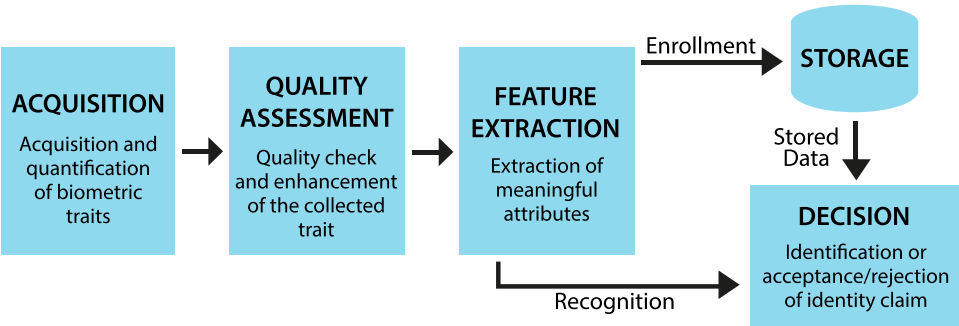 ACQUISITION
Acquisition and
quantification
of biometric
traits
QUALITY
ASSESSMENT
Quality check
and enhancement
of the collected
trait
FEATURE
EXTRACTION
Extraction of
meaningful
attributes
Enrollment
STORAGE
Stored
Data
Recognition
DECISION
Identification or
acceptance/rejection
of identity claim